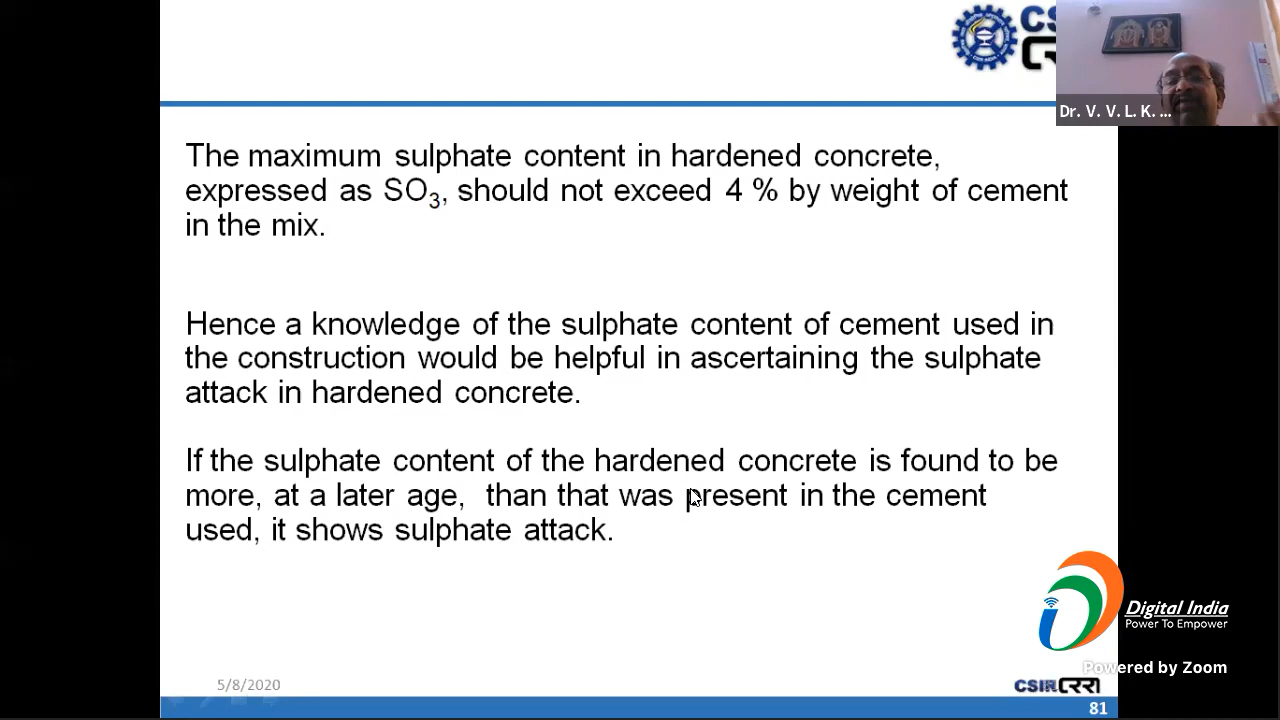 CS
Dr. V. V. L. K. ...
The maximum sulphate content in hardened concrete,
expressed as SO3, should not exceed 4 % by weight of cement
in the mix.
Hence a knowledge of the sulphate content of cement used in
the construction would be helpful in ascertaining the sulphate
attack in hardened concrete.
If the sulphate content of the hardened concrete is found to be
more, at a later age, than that was present in the cement
used, it shows sulphate attack.
Digital India
Power To Empower
Powered by Zoom
5/8/2020
CSIR CRRI
81